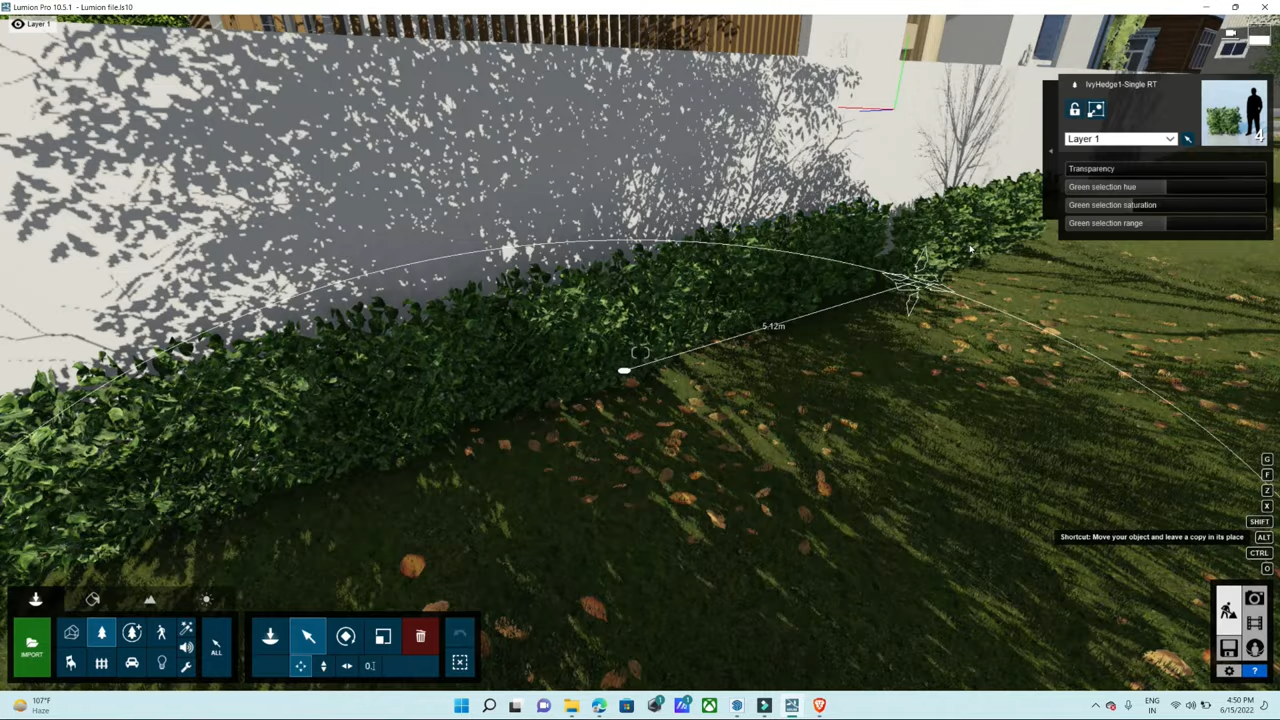 Lumion Pro 10.5.1 - Lumion file.ls10
Layer 1
IvyHedge1-Single RT
4
Layer 1
Transparency
Green selection hue
Green selection saturation
Green selection range
5.12m
G
F
Z
X
SHIFT
Shortcut: Move your object and leave a copy in its place
ALT
CTRL
O
IMPORT
ALL
0.
?
107°F
Haze
ENG
IN
4:50 PM
6/15/2022